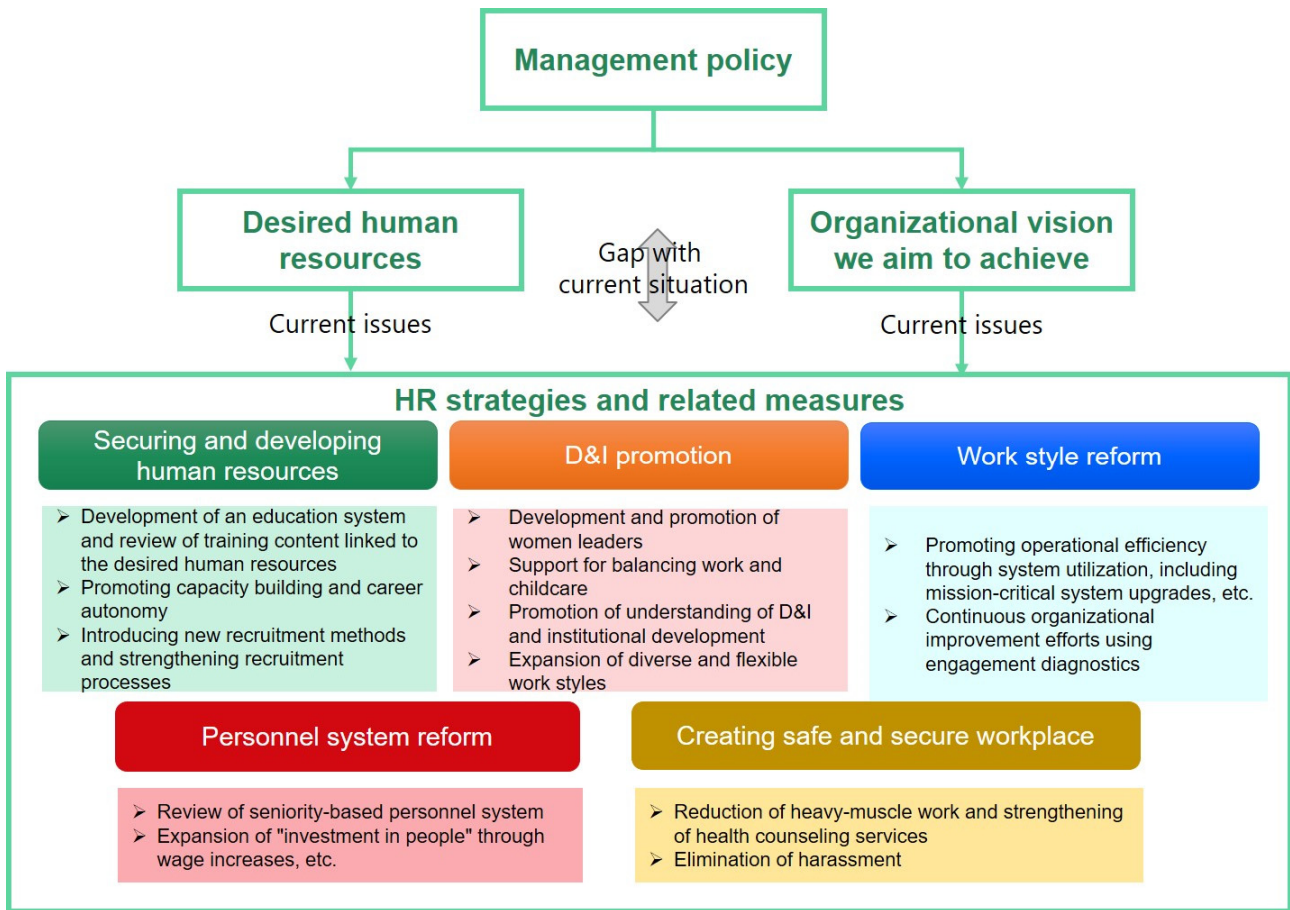 Management policy
Desired human
resources
Gap with
current situation
Organizational vision
we aim to achieve
Current issues
Current issues
HR strategies and related measures
Securing and developing
human resources
➢ Development of an education system
and review of training content linked to
the desired human resources
➢ Promoting capacity building and career
autonomy
➢ Introducing new recruitment methods
and strengthening recruitment
processes
D&I promotion
➢ Development and promotion of
women leaders
➢ Support for balancing work and
childcare
➢ Promotion of understanding of D&I
and institutional development
➢ Expansion of diverse and flexible
work styles
Work style reform
➢ Promoting operational efficiency
through system utilization, including
mission-critical system upgrades, etc.
➢ Continuous organizational
improvement efforts using
engagement diagnostics
Personnel system reform
➢ Review of seniority-based personnel system
➢ Expansion of "investment in people" through
wage increases, etc.
Creating safe and secure workplace
➢ Reduction of heavy-muscle work and strengthening
of health counseling services
➢ Elimination of harassment